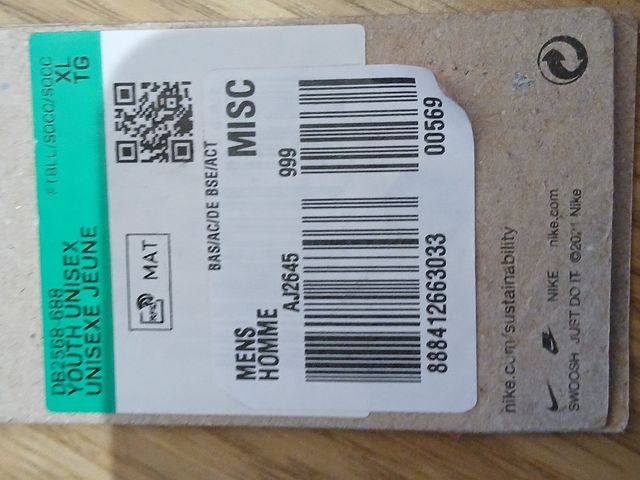 DB2568-688
YOUTH UNISEX
UNISEXE JEUNE
FTBLL/SOCC/SOCC
XL
TG
MAT
BAS/AC/DE BSE/ACT
MENS
HOMME
MISC
AJ2645
999
888412663033
00569
nike.com/sustainability
NIKE nike.com
SWOOSH JUST DO IT ©2021 Nike